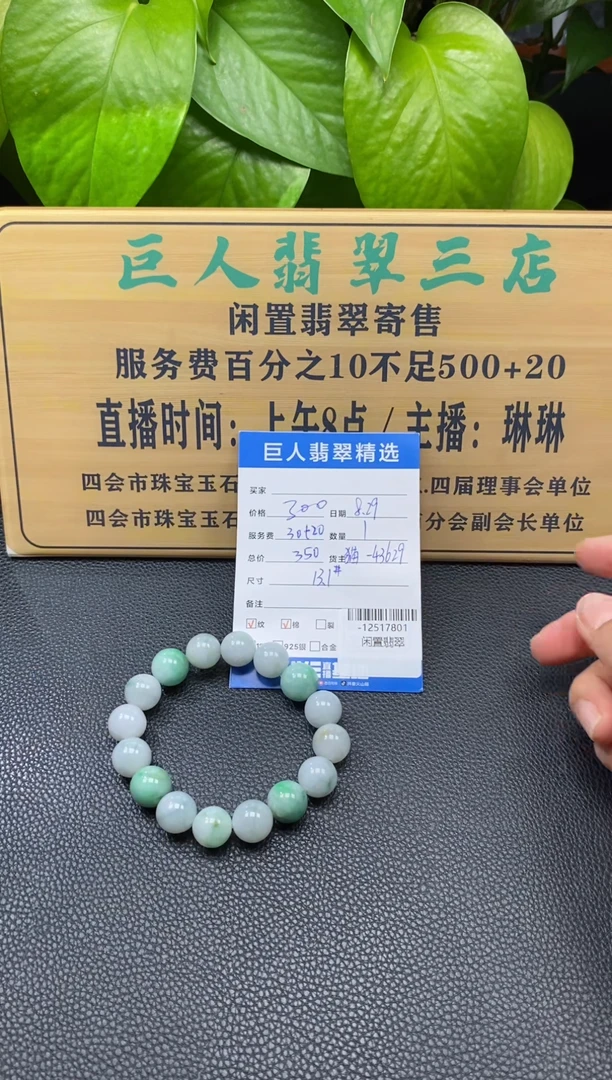 巨人翡翠三店
闲置翡翠寄售
服务费百分之10不足500+20
直播时间：上午8点 / 主播：琳琳
四会市珠宝玉石
四届理事会单位
四会市珠宝玉石
分会副会长单位
巨人翡翠精选
买家
价格 300 日期 8.29
服务费 30+20 数量 1
总价 350 货主 -43629
尺寸 13.1#
备注
☑纹 ☑绵 ☐裂
-12517801
925银 ☐合金
闲置翡翠